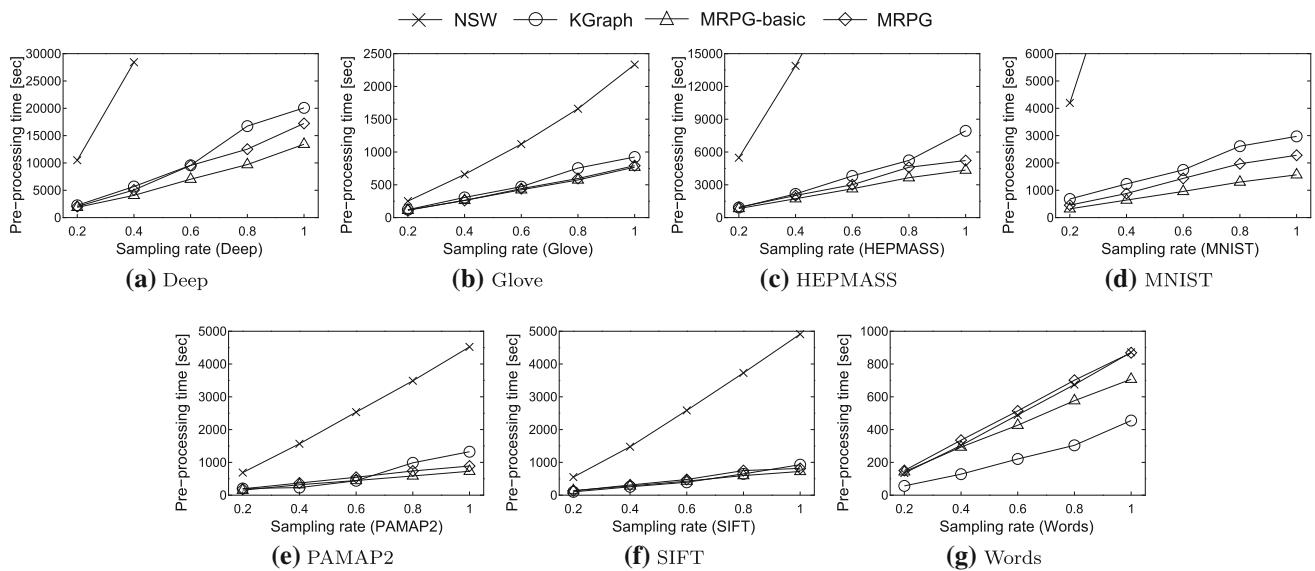 NSW KGraph MRPG-basic MRPG
Pre-processing time [sec]
30000
25000
20000
15000
10000
5000
0
0.2 0.4 0.6 0.8 1
Sampling rate (Deep)
(a) Deep
Pre-processing time [sec]
2500
2000
1500
1000
500
0
0.2 0.4 0.6 0.8 1
Sampling rate (Glove)
(b) Glove
Pre-processing time [sec]
15000
12000
9000
6000
3000
0
0.2 0.4 0.6 0.8 1
Sampling rate (HEPMASS)
(c) HEPMASS
Pre-processing time [sec]
6000
5000
4000
3000
2000
1000
0
0.2 0.4 0.6 0.8 1
Sampling rate (MNIST)
(d) MNIST
Pre-processing time [sec]
5000
4000
3000
2000
1000
0
0.2 0.4 0.6 0.8 1
Sampling rate (PAMAP2)
(e) PAMAP2
Pre-processing time [sec]
5000
4000
3000
2000
1000
0
0.2 0.4 0.6 0.8 1
Sampling rate (SIFT)
(f) SIFT
Pre-processing time [sec]
1000
800
600
400
200
0
0.2 0.4 0.6 0.8 1
Sampling rate (Words)
(g) Words